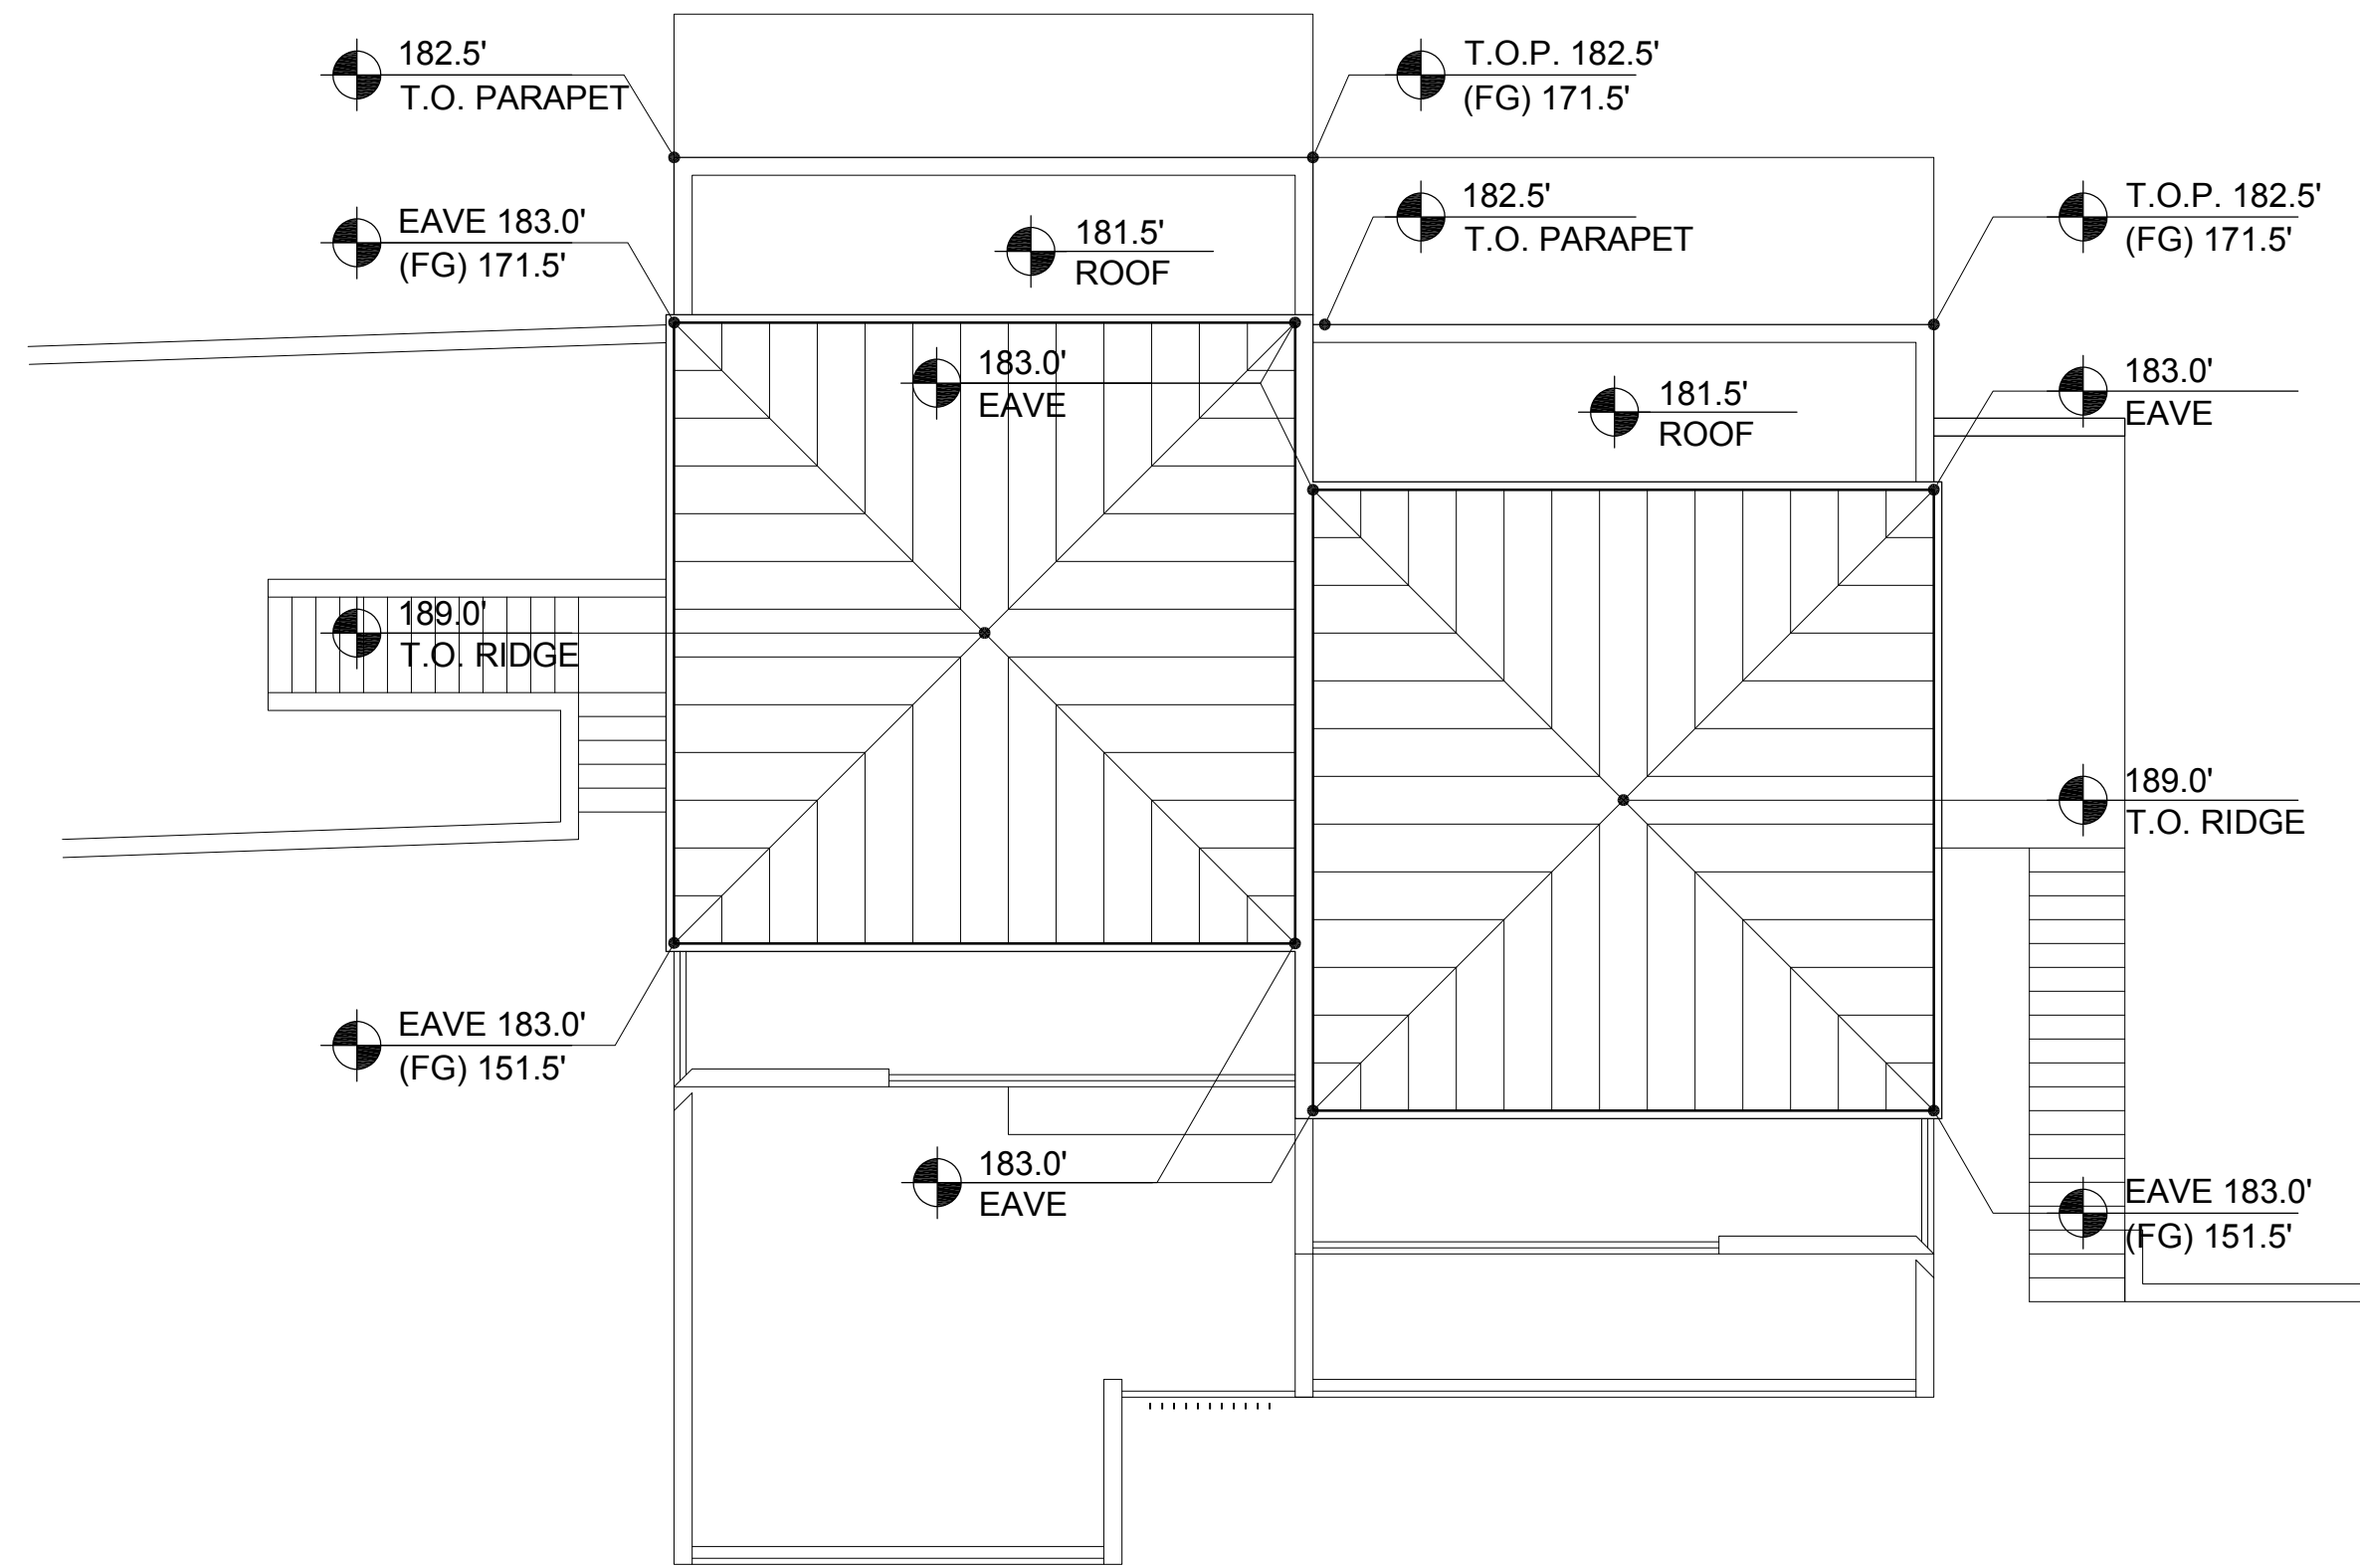 182.5'
T.O. PARAPET
T.O.P. 182.5'
(FG) 171.5'
EAVE 183.0'
(FG) 171.5'
181.5'
ROOF
182.5'
T.O. PARAPET
T.O.P. 182.5'
(FG) 171.5'
183.0'
EAVE
181.5'
ROOF
183.0'
EAVE
189.0'
T.O. RIDGE
189.0'
T.O. RIDGE
EAVE 183.0'
(FG) 151.5'
183.0'
EAVE
EAVE 183.0'
(FG) 151.5'